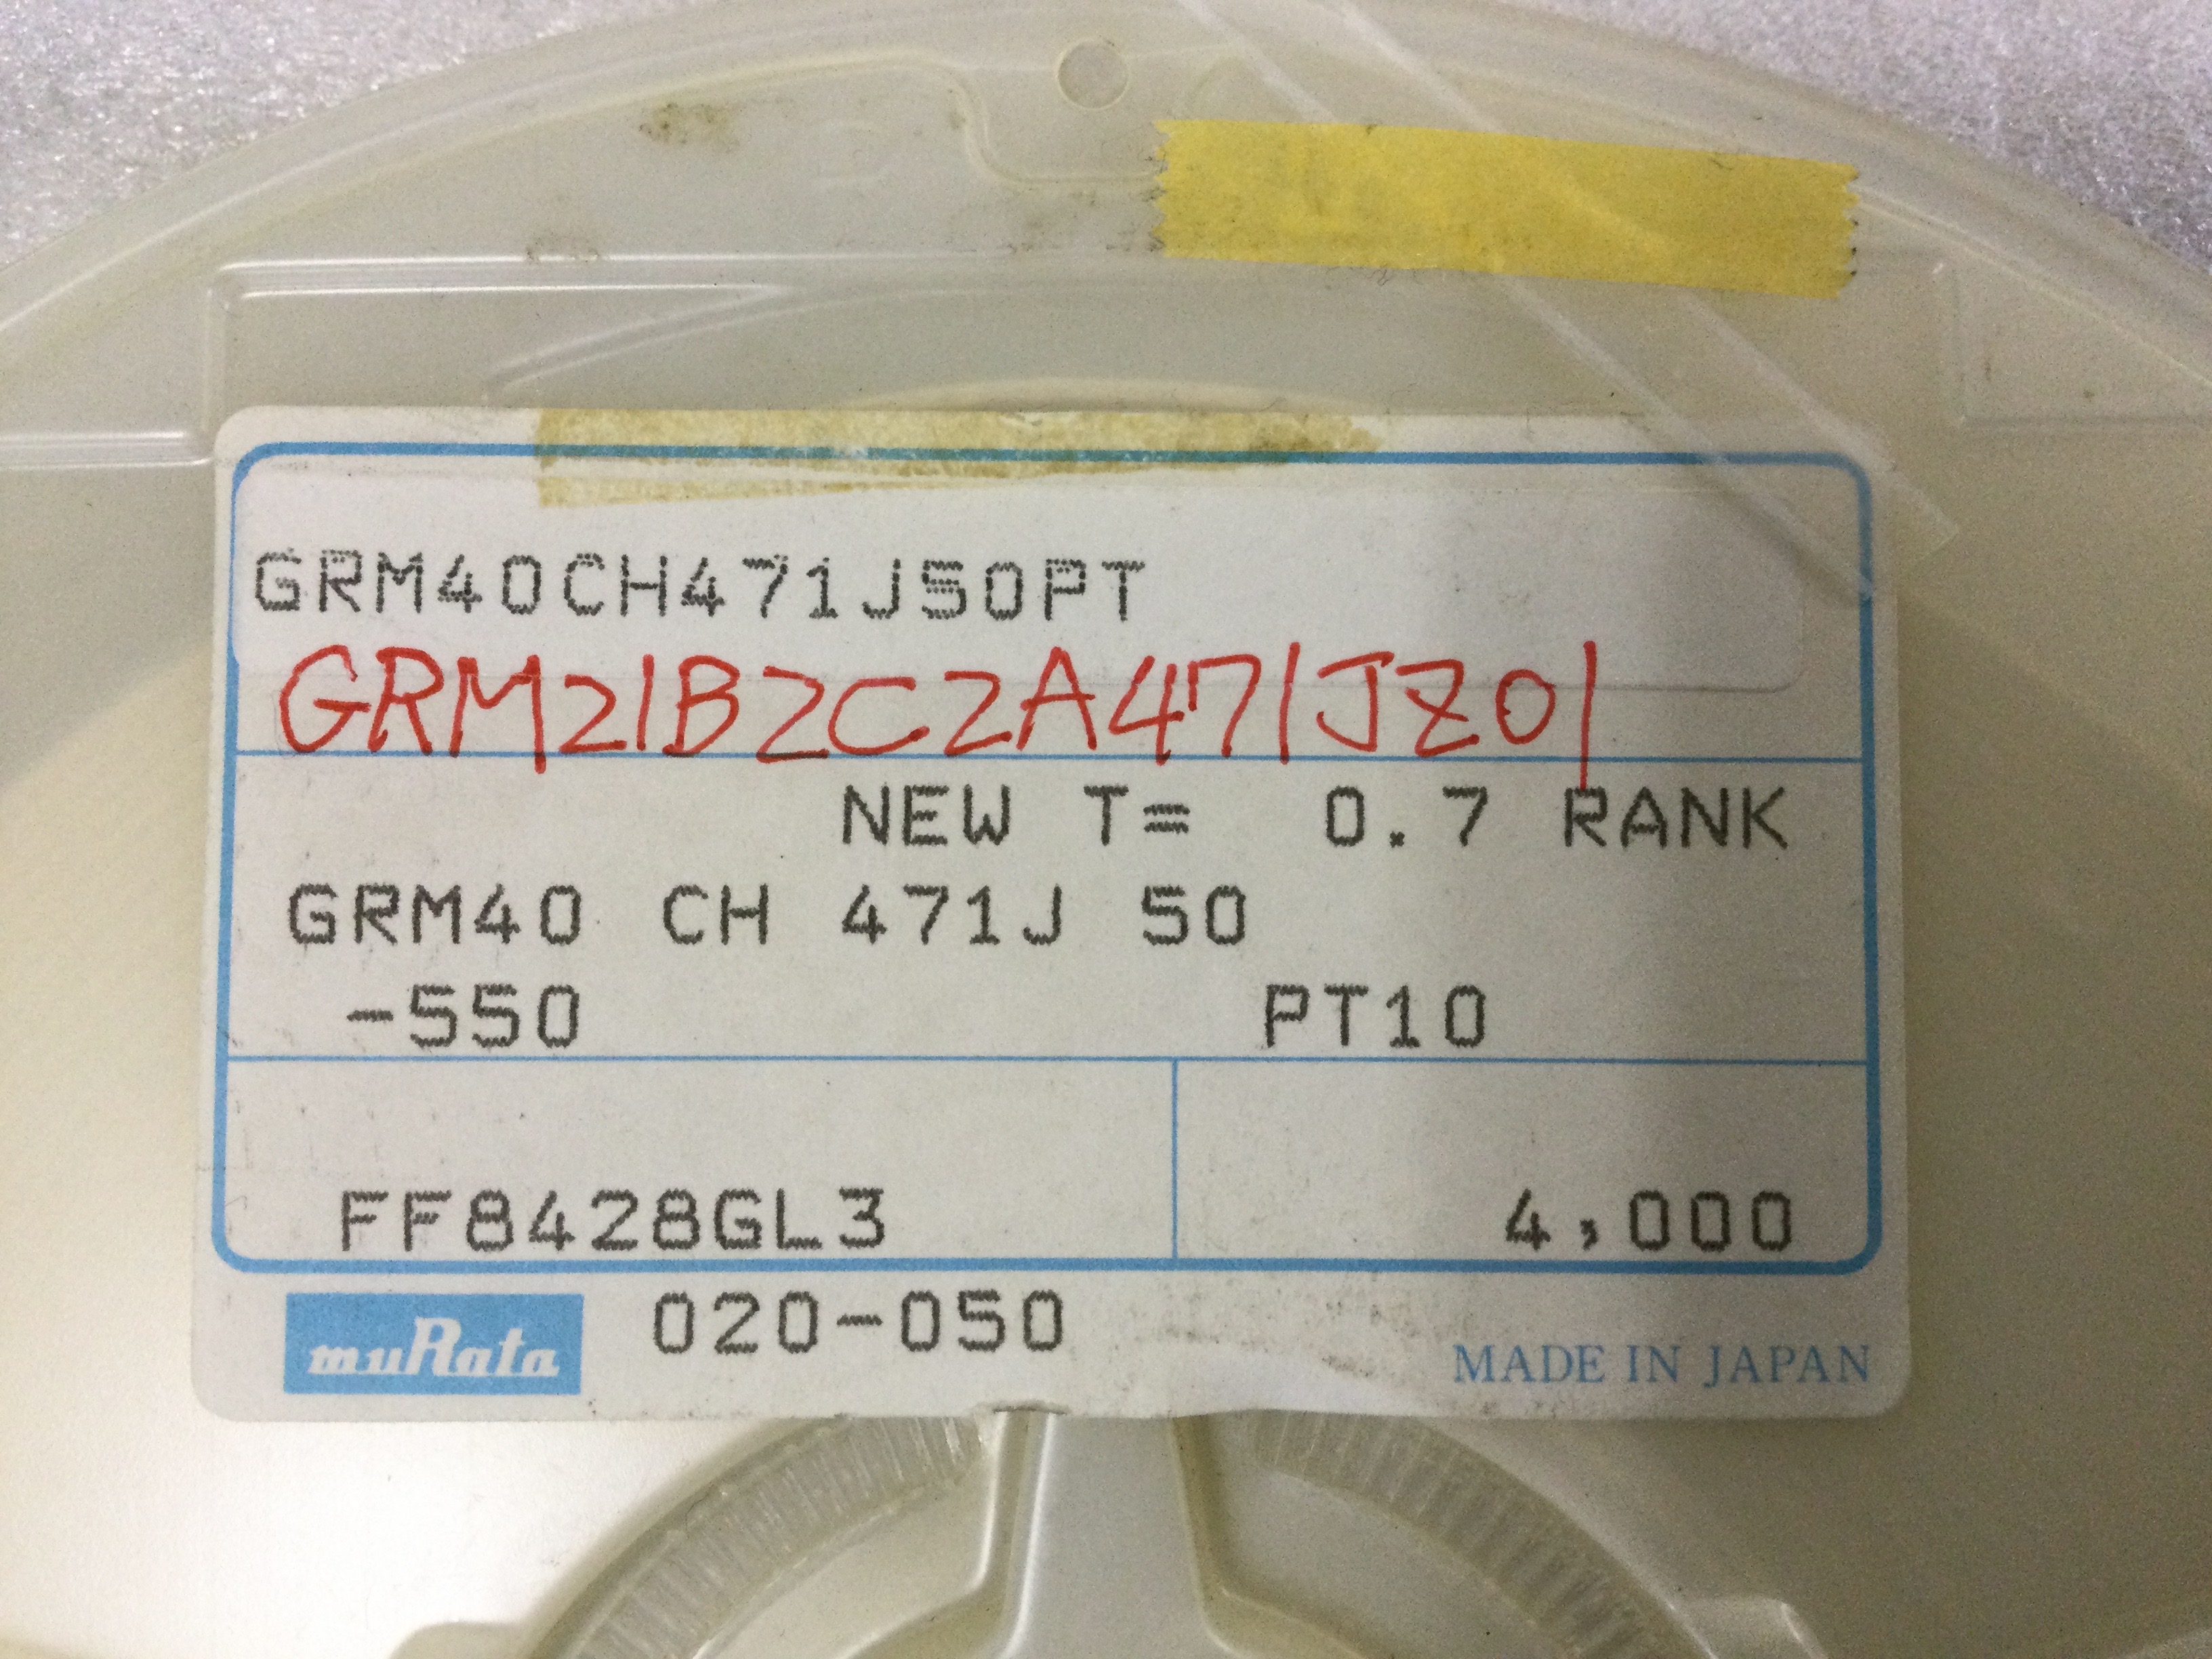 GRM40CH471J50PT
GRM21B2C2A471JZ01
NEW T= 0.7 RANK
GRM40 CH 471J 50
-550 PT10
FF8428GL3 4,000
muRata 020-050 MADE IN JAPAN